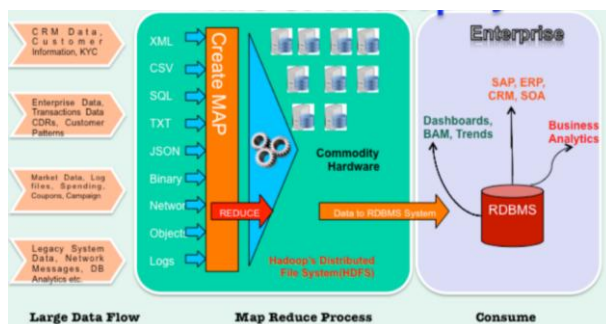 Enterprise
CRM Data,
Customer
Information, KYC
Enterprise Data,
Transactions Data
CDRs, Customer
Patterns
Market Data, Log
files, Spending,
Coupons, Campaign
Legacy System
Data, Network
Messages, DB
Analytics etc.
XML
CSV
SQL
TXT
JSON
Binary
Networ
Objects
Logs
Create MAP
REDUCE
Commodity
Hardware
Data to RDBMS System
Hadoop's Distributed
File System(HDFS)
SAP, ERP,
CRM, SOA
Dashboards,
BAM, Trends
Business
Analytics
RDBMS
Large Data Flow
Map Reduce Process
Consume